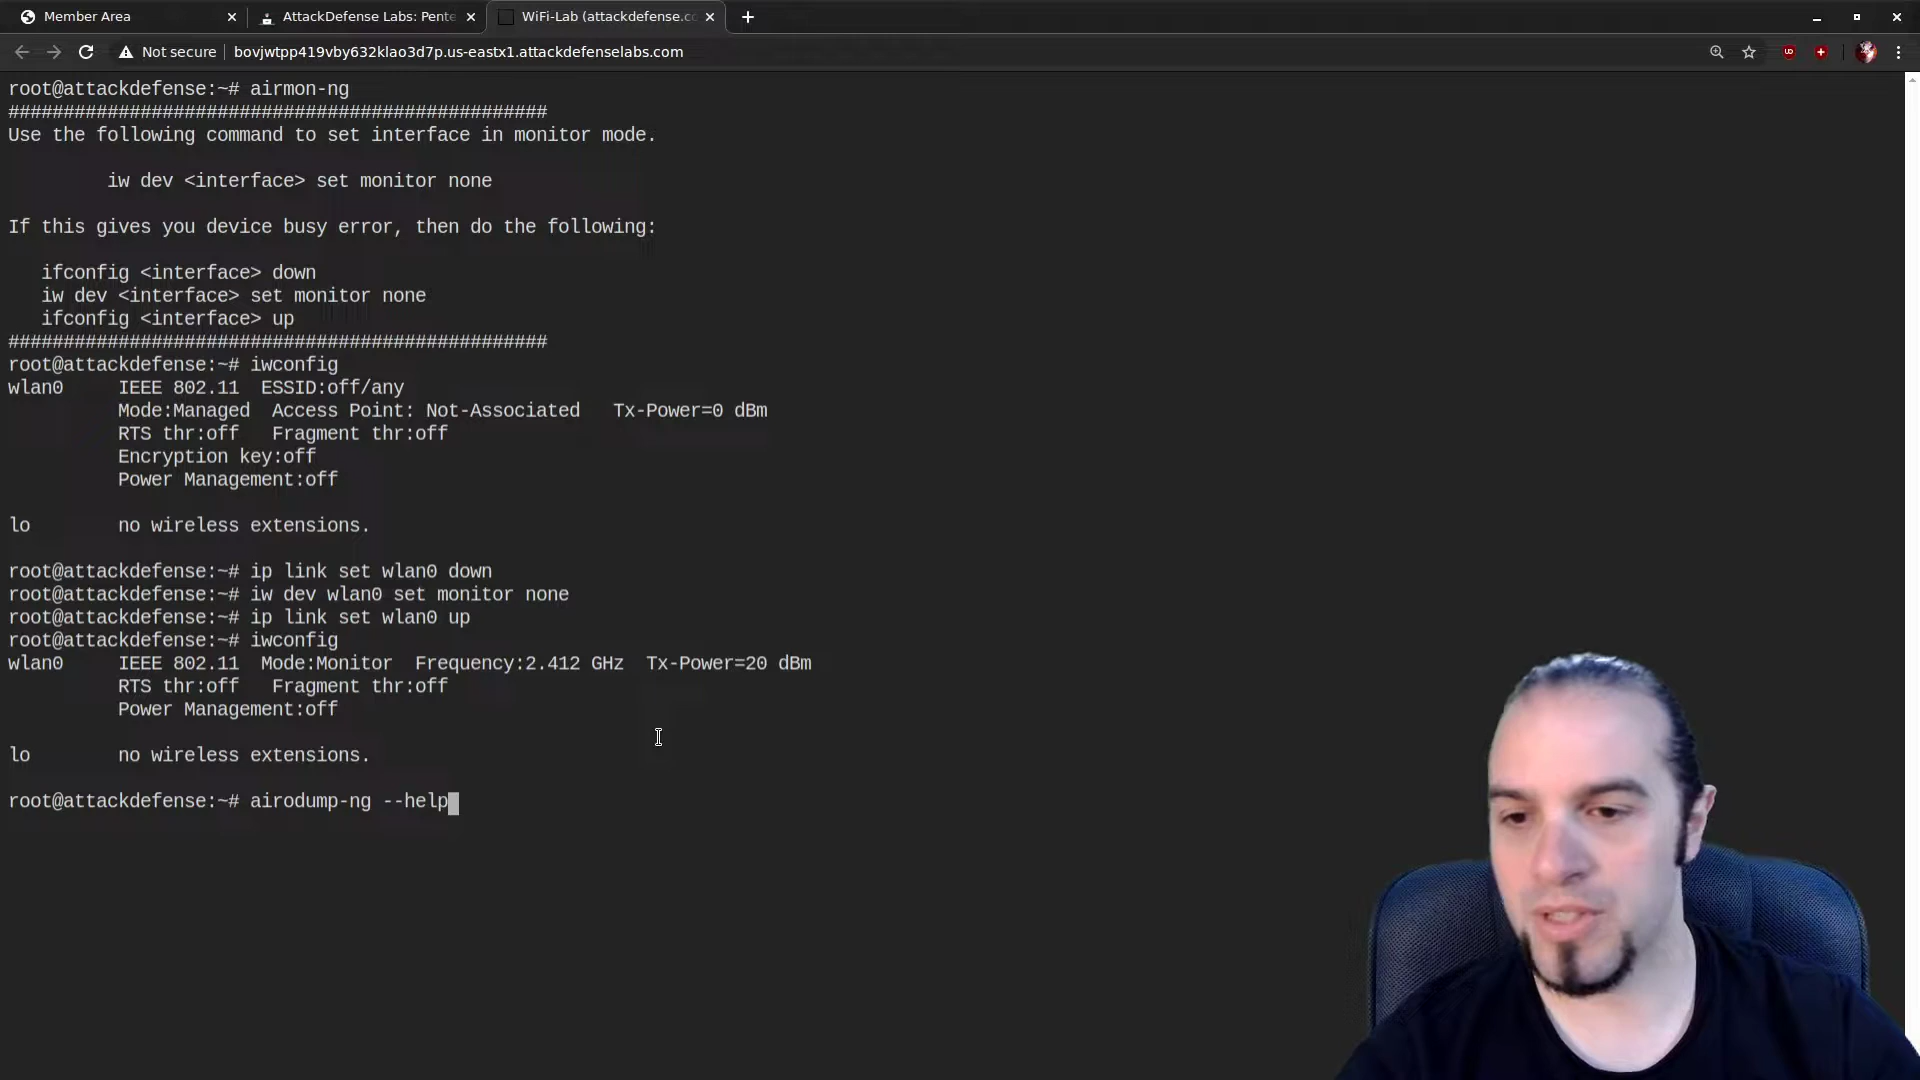 Member Area
AttackDefense Labs: Pente
WiFi-Lab (attackdefense.co
Not secure
bovjwtpp419vby632klao3d7p.us-eastx1.attackdefenselabs.com
root@attackdefense:~# airmon-ng
#################################################
Use the following command to set interface in monitor mode.
iw dev <interface> set monitor none
If this gives you device busy error, then do the following:
ifconfig <interface> down
iw dev <interface> set monitor none
ifconfig <interface> up
#################################################
root@attackdefense:~# iwconfig
wlan0     IEEE 802.11  ESSID:off/any
Mode:Managed  Access Point: Not-Associated   Tx-Power=0 dBm
RTS thr:off   Fragment thr:off
Encryption key:off
Power Management:off
lo        no wireless extensions.
root@attackdefense:~# ip link set wlan0 down
root@attackdefense:~# iw dev wlan0 set monitor none
root@attackdefense:~# ip link set wlan0 up
root@attackdefense:~# iwconfig
wlan0     IEEE 802.11  Mode:Monitor  Frequency:2.412 GHz  Tx-Power=20 dBm
RTS thr:off   Fragment thr:off
Power Management:off
lo        no wireless extensions.
root@attackdefense:~# airodump-ng --help